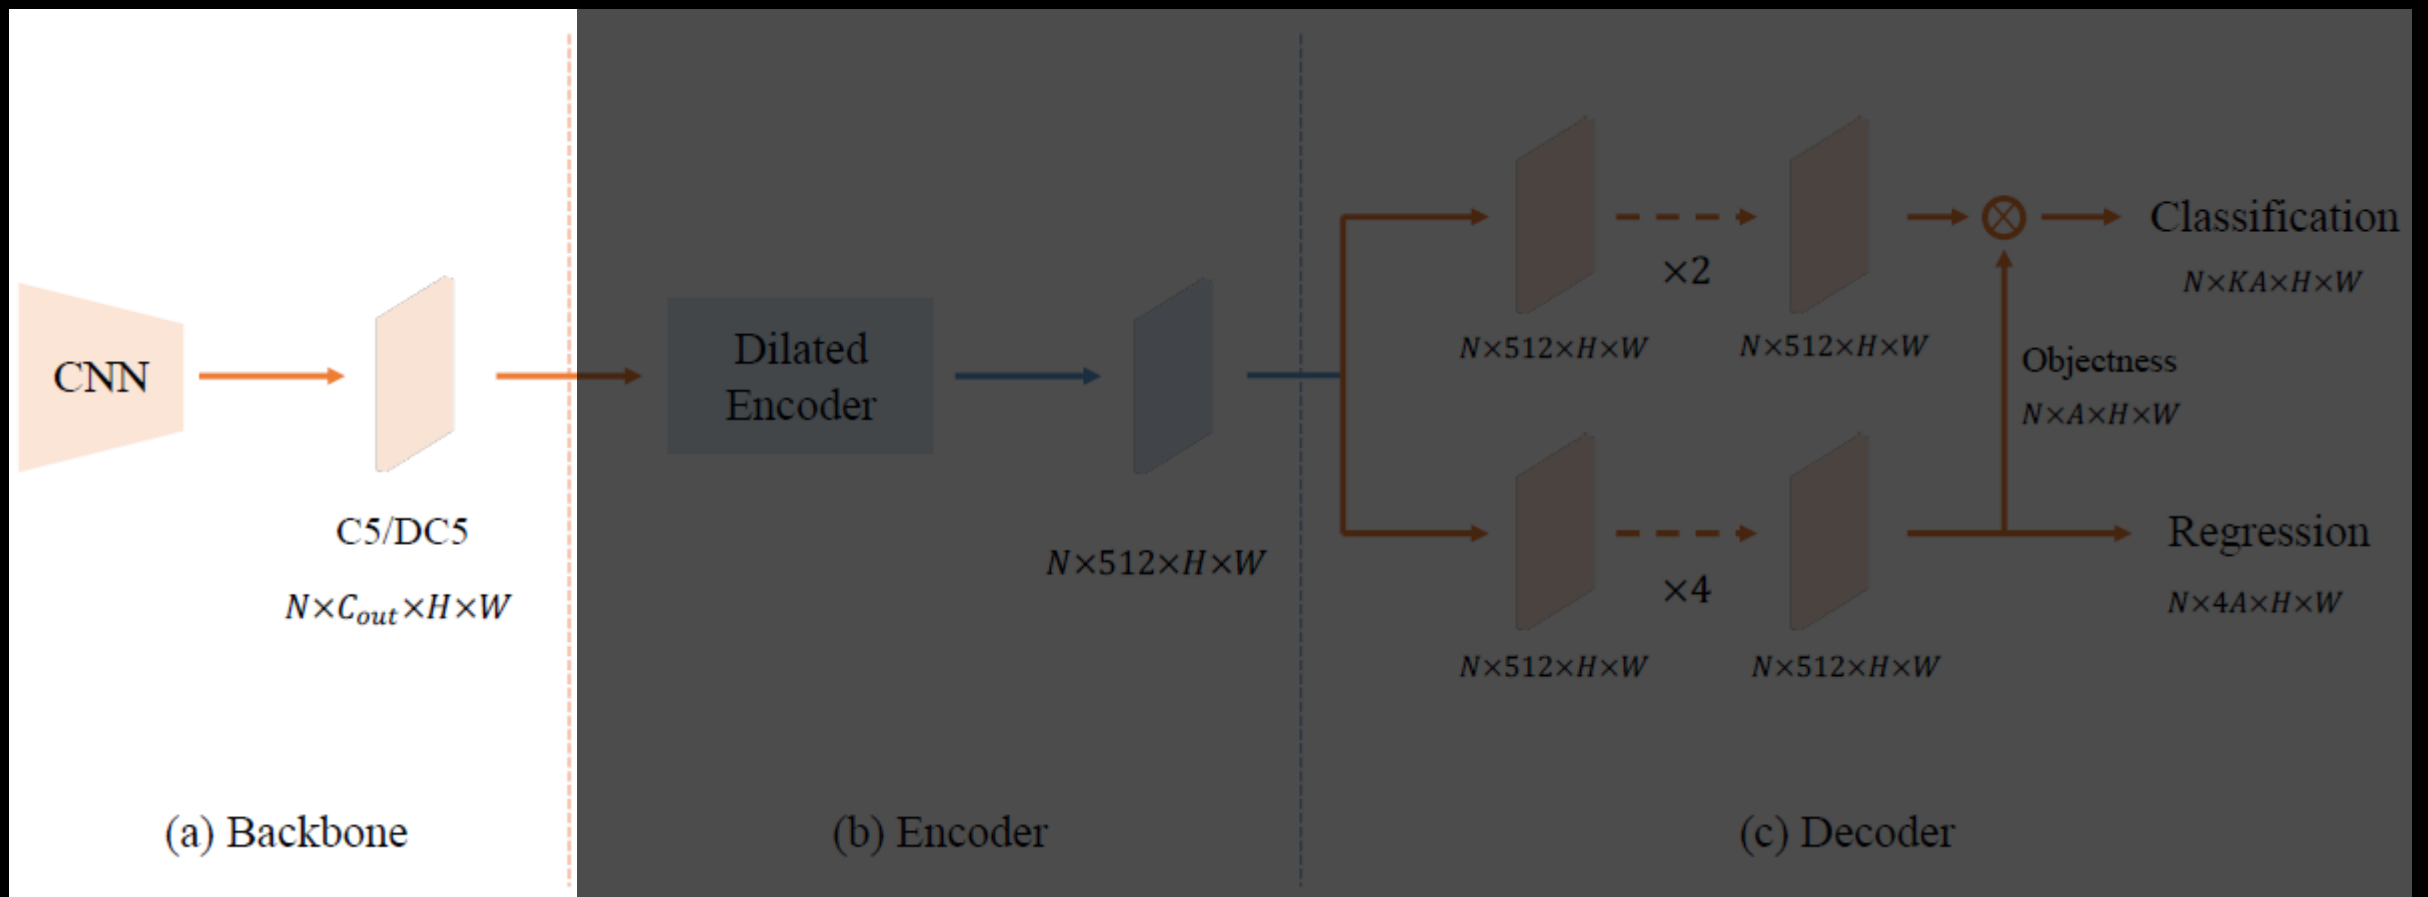 CNN
C5/DC5
N×C_out×H×W
(a) Backbone
Dilated
Encoder
N×512×H×W
(b) Encoder
×2
N×512×H×W
N×512×H×W
×4
N×512×H×W
N×512×H×W
Classification
N×KA×H×W
Objectness
N×A×H×W
Regression
N×4A×H×W
(c) Decoder